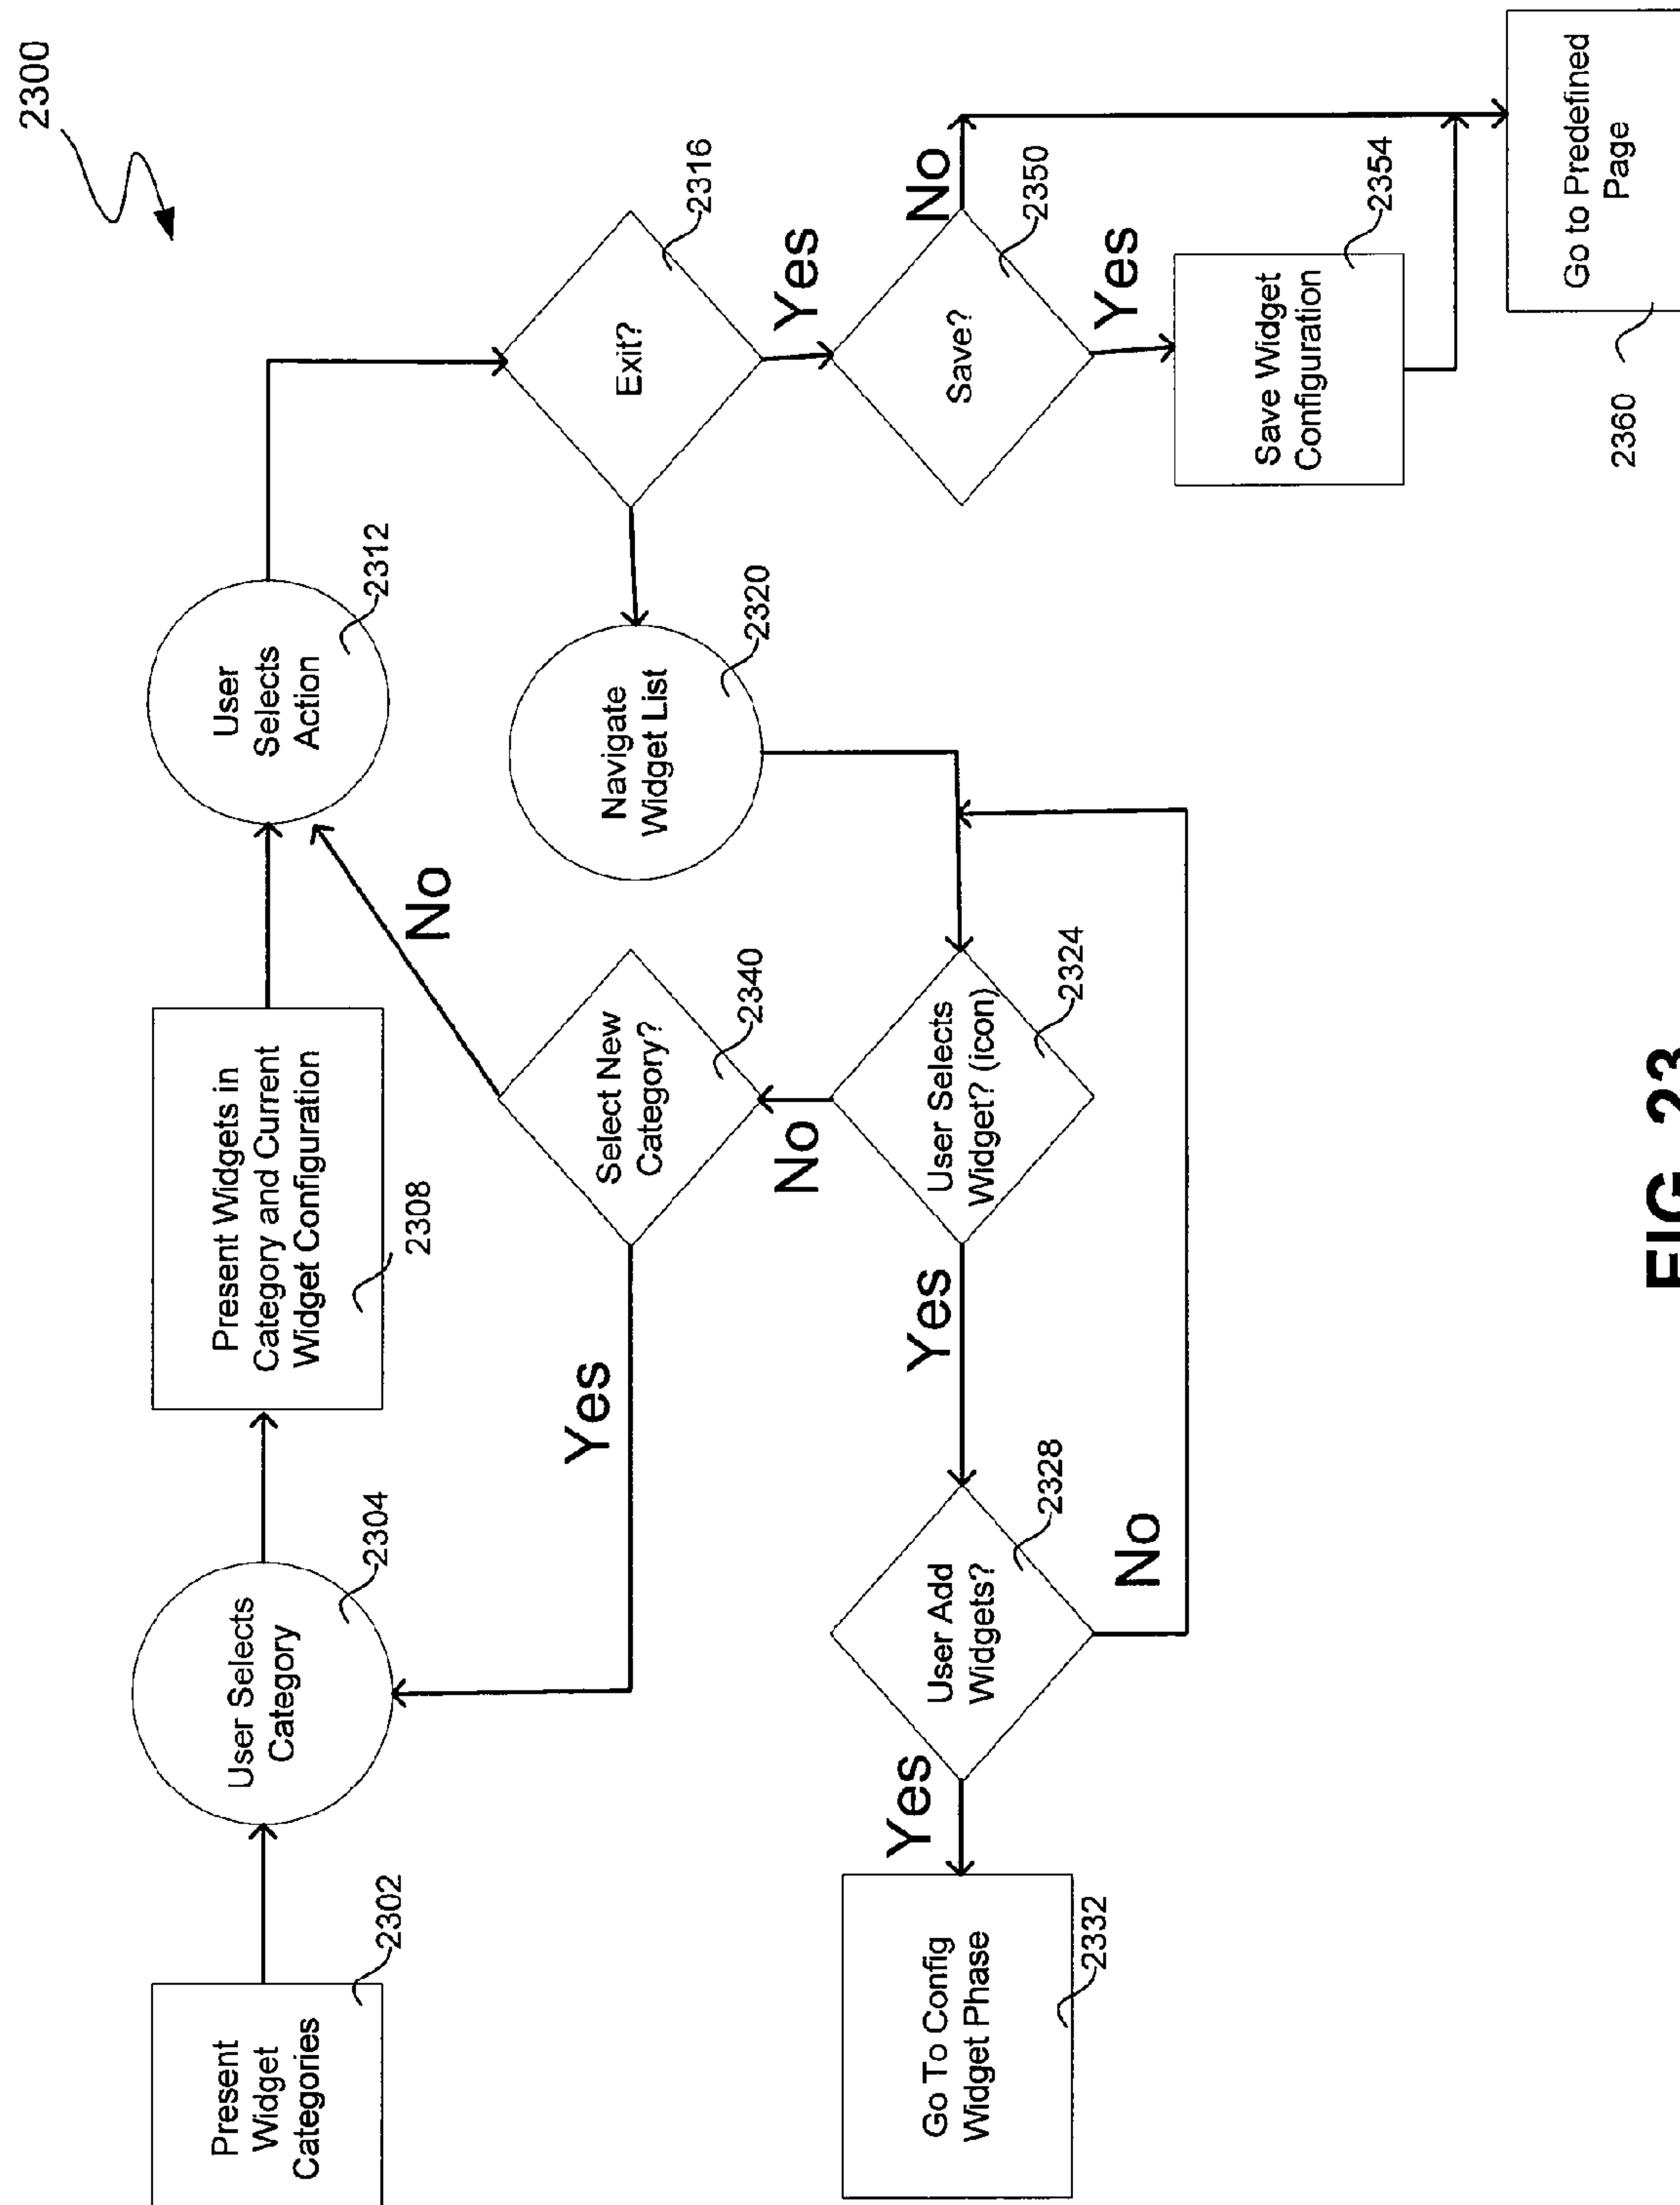 2300
Present
Widget
Categories
2302
User Selects
Category
2304
Present Widgets in
Category and Current
Widget Configuration
2308
User
Selects
Action
2312
No
Yes
Select New
Category?
2340
Navigate
Widget List
2320
Exit?
2316
Yes
No
Go To Config
Widget Phase
2332
Yes
User Add
Widgets?
2328
Yes
User Selects
Widget? (icon)
2324
No
Save?
2350
No
Yes
Save Widget
Configuration
2354
Go to Predefined
Page
2360
FIG. 23